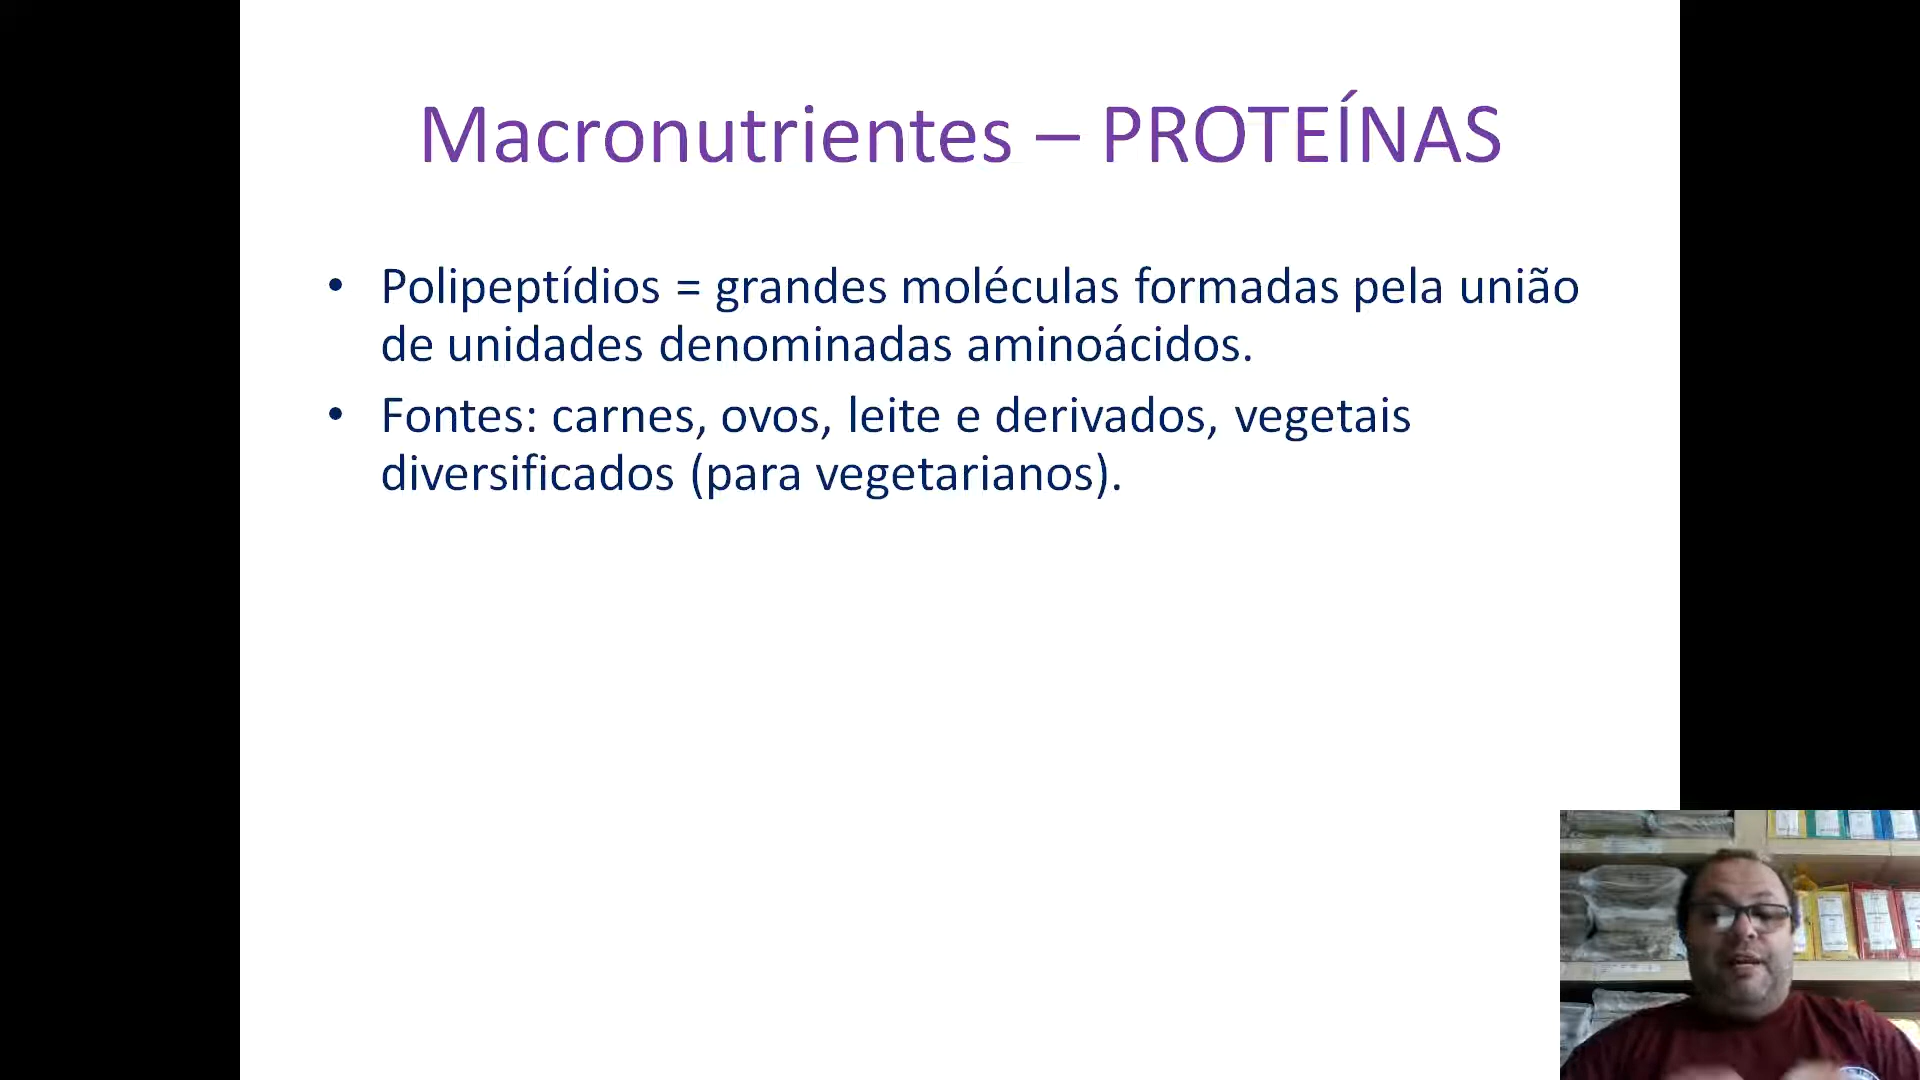 Macronutrientes – PROTEÍNAS
• Polipeptídios = grandes moléculas formadas pela união
de unidades denominadas aminoácidos.
• Fontes: carnes, ovos, leite e derivados, vegetais
diversificados (para vegetarianos).